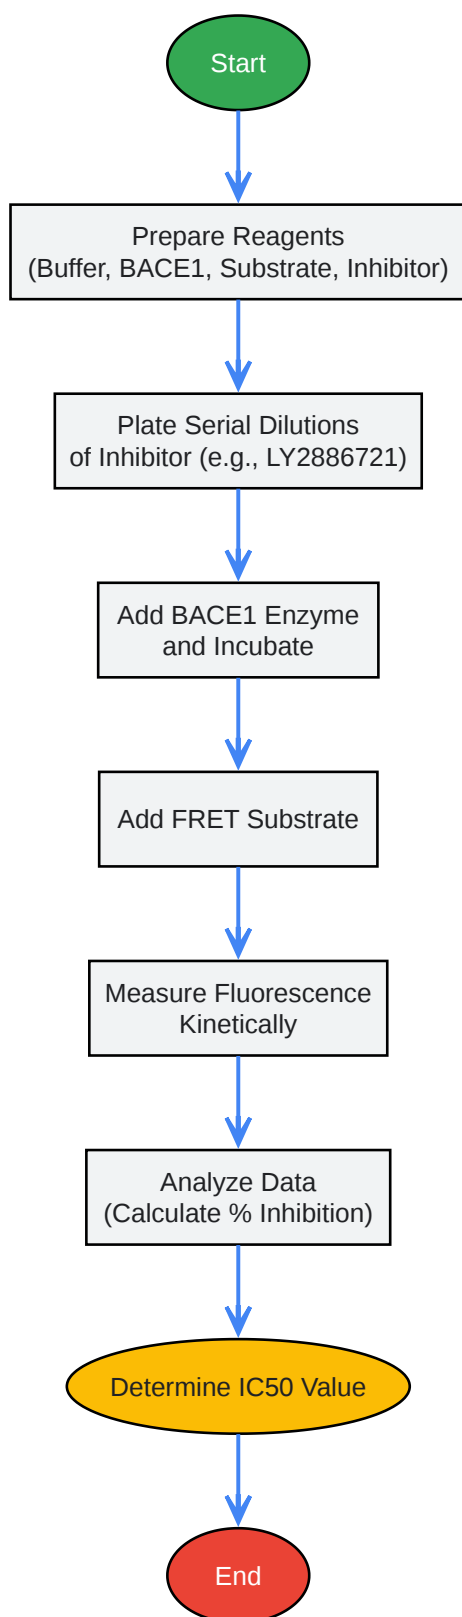 Start
Prepare Reagents
(Buffer, BACE1, Substrate, Inhibitor)
Plate Serial Dilutions
of Inhibitor (e.g., LY2886721)
Add BACE1 Enzyme
and Incubate
Add FRET Substrate
Measure Fluorescence
Kinetically
Analyze Data
(Calculate % Inhibition)
Determine IC50 Value
End